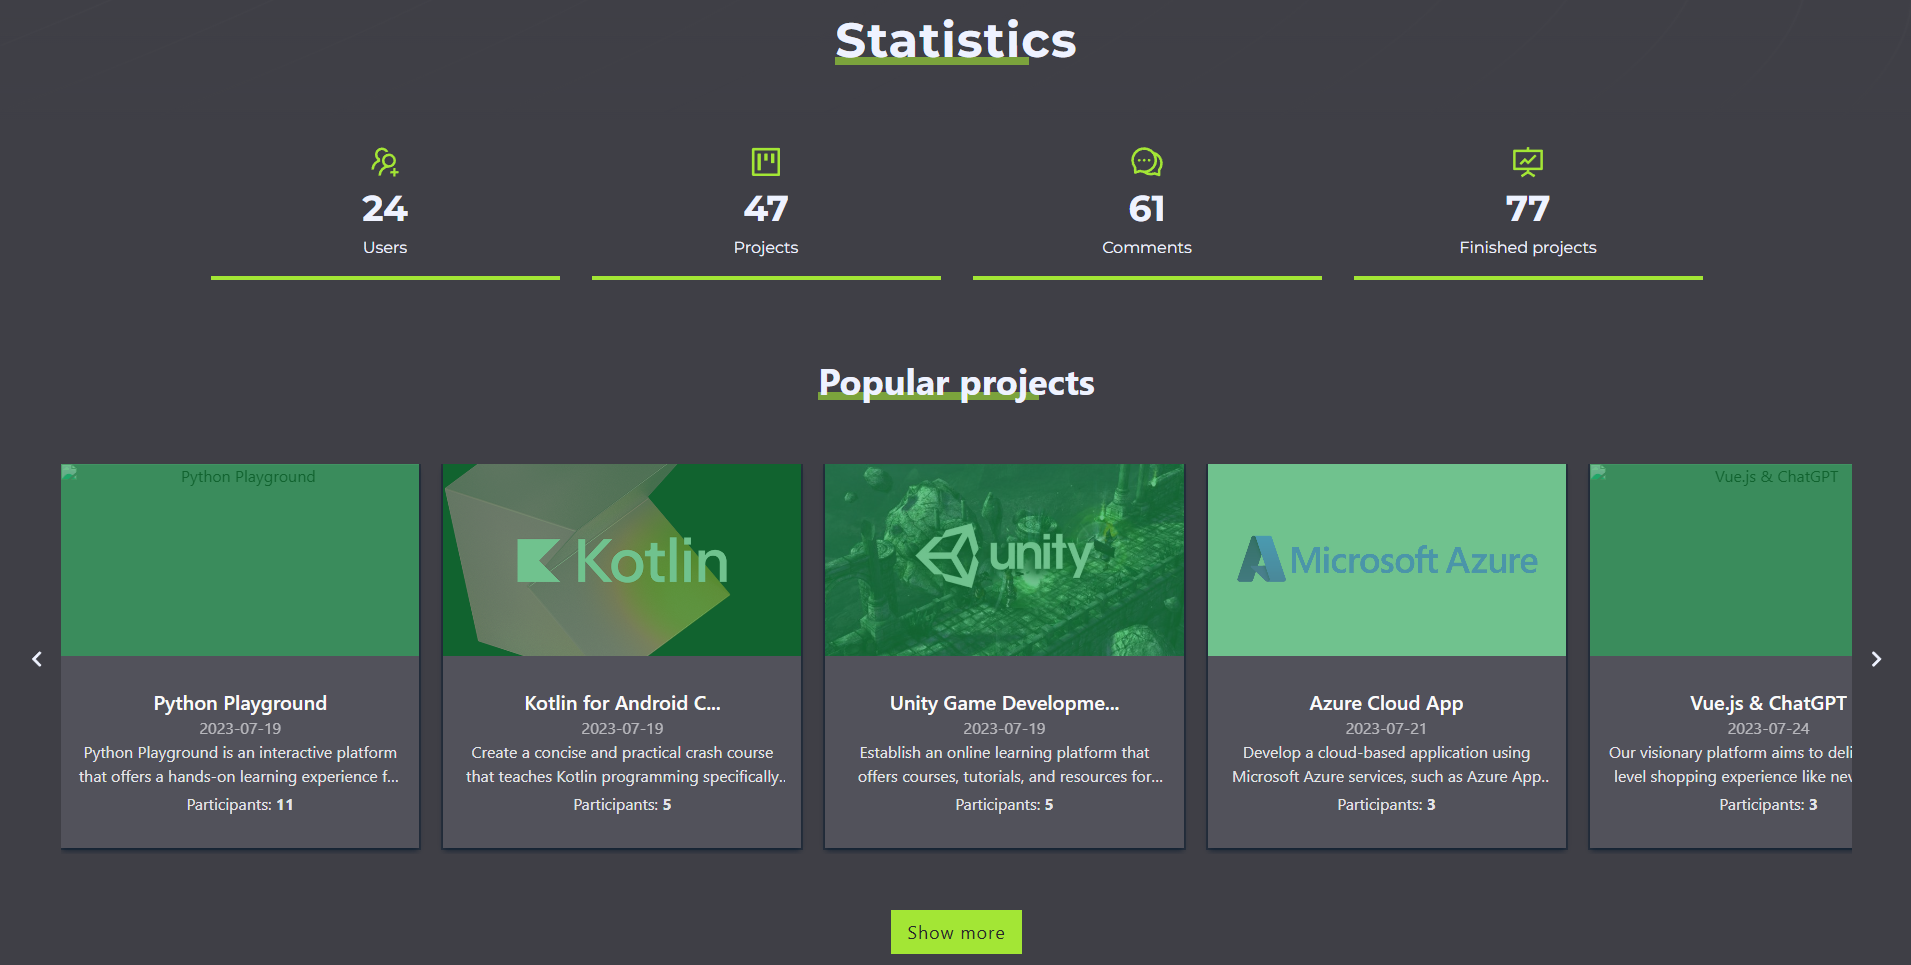 Statistics
24
Users
47
Projects
61
Comments
77
Finished projects
Popular projects
Python Playground
Python Playground
2023-07-19
Python Playground is an interactive platform
that offers a hands-on learning experience f...
Participants: 11
Kotlin
Kotlin for Android C...
2023-07-19
Create a concise and practical crash course
that teaches Kotlin programming specifically..
Participants: 5
unity
Unity Game Developme...
2023-07-19
Establish an online learning platform that
offers courses, tutorials, and resources for...
Participants: 5
Microsoft Azure
Azure Cloud App
2023-07-21
Develop a cloud-based application using
Microsoft Azure services, such as Azure App..
Participants: 3
Vue.js & ChatGPT
Vue.js & ChatGPT
2023-07-24
Our visionary platform aims to deli
level shopping experience like nev
Participants: 3
Show more